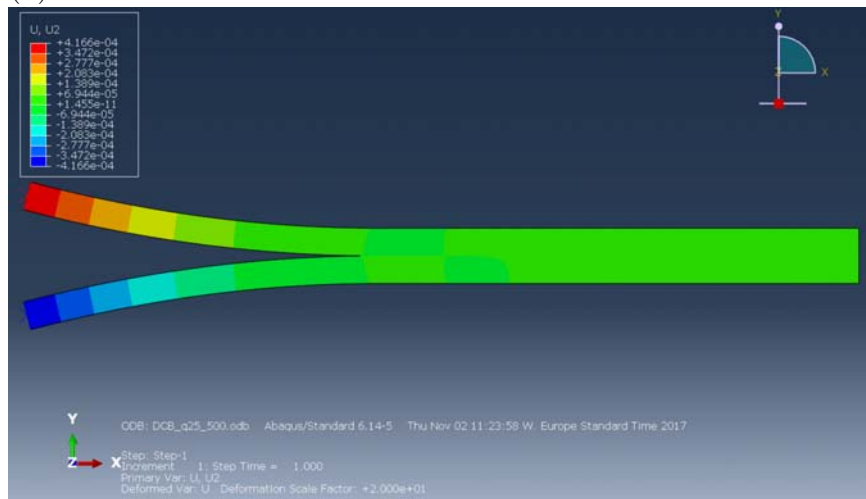 U, U2
+4.166e-04
+3.472e-04
+2.777e-04
+2.083e-04
+1.389e-04
+6.944e-05
+1.455e-11
-6.944e-05
-1.389e-04
-2.083e-04
-2.777e-04
-3.472e-04
-4.166e-04
Y
Z X
Y
Z X
ODB: DCB_q25_500.odb Abaqus/Standard 6.14-5 Thu Nov 02 11:23:58 W. Europe Standard Time 2017
Step: Step-1
Increment 1: Step Time = 1.000
Primary Var: U, U2
Deformed Var: U Deformation Scale Factor: +2.000e+01